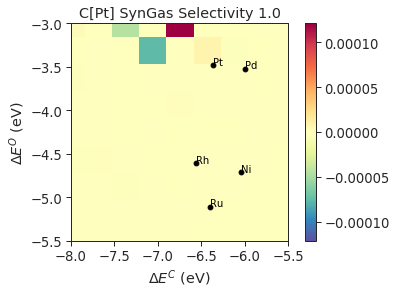 C[Pt] SynGas Selectivity 1.0
−3.0
−3.5
−4.0
−4.5
−5.0
−5.5
ΔE^O (eV)
Pt
Pd
Rh
Ni
Ru
−8.0 −7.5 −7.0 −6.5 −6.0 −5.5
ΔE^C (eV)
0.00010
0.00005
0.00000
−0.00005
−0.00010